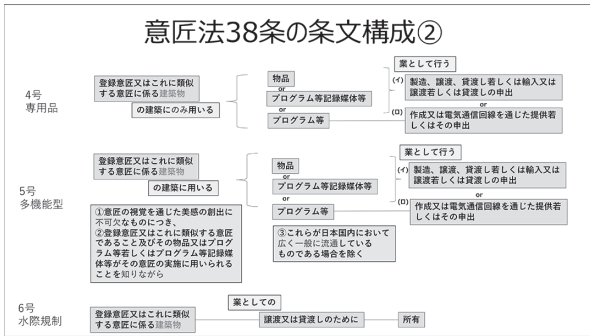 意匠法38条の条文構成②
4号
専用品
登録意匠又はこれに類似
する意匠に係る建築物
の建築にのみ用いる
物品
or
プログラム等記録媒体等
or
プログラム等
業として行う
(イ)
製造、譲渡、貸渡し若しくは輸入又は
譲渡若しくは貸渡しの申出
or
(ロ)
作成又は電気通信回線を通じた提供若
しくはその申出
5号
多機能型
登録意匠又はこれに類似
する意匠に係る建築物
の建築に用いる
①意匠の視覚を通じた美感の創出に
不可欠なものにつき、
②登録意匠又はこれに類似する意匠
であること及びその物品又はプログ
ラム等若しくはプログラム等記録媒
体等がその意匠の実施に用いられる
ことを知りながら
物品
or
プログラム等記録媒体等
or
プログラム等
③これらが日本国内において
広く一般に流通している
ものである場合を除く
業として行う
(イ)
製造、譲渡、貸渡し若しくは輸入又は
譲渡若しくは貸渡しの申出
or
(ロ)
作成又は電気通信回線を通じた提供若
しくはその申出
6号
水際規制
登録意匠又はこれに類似
する意匠に係る建築物
業としての
譲渡又は貸渡しのために
所有